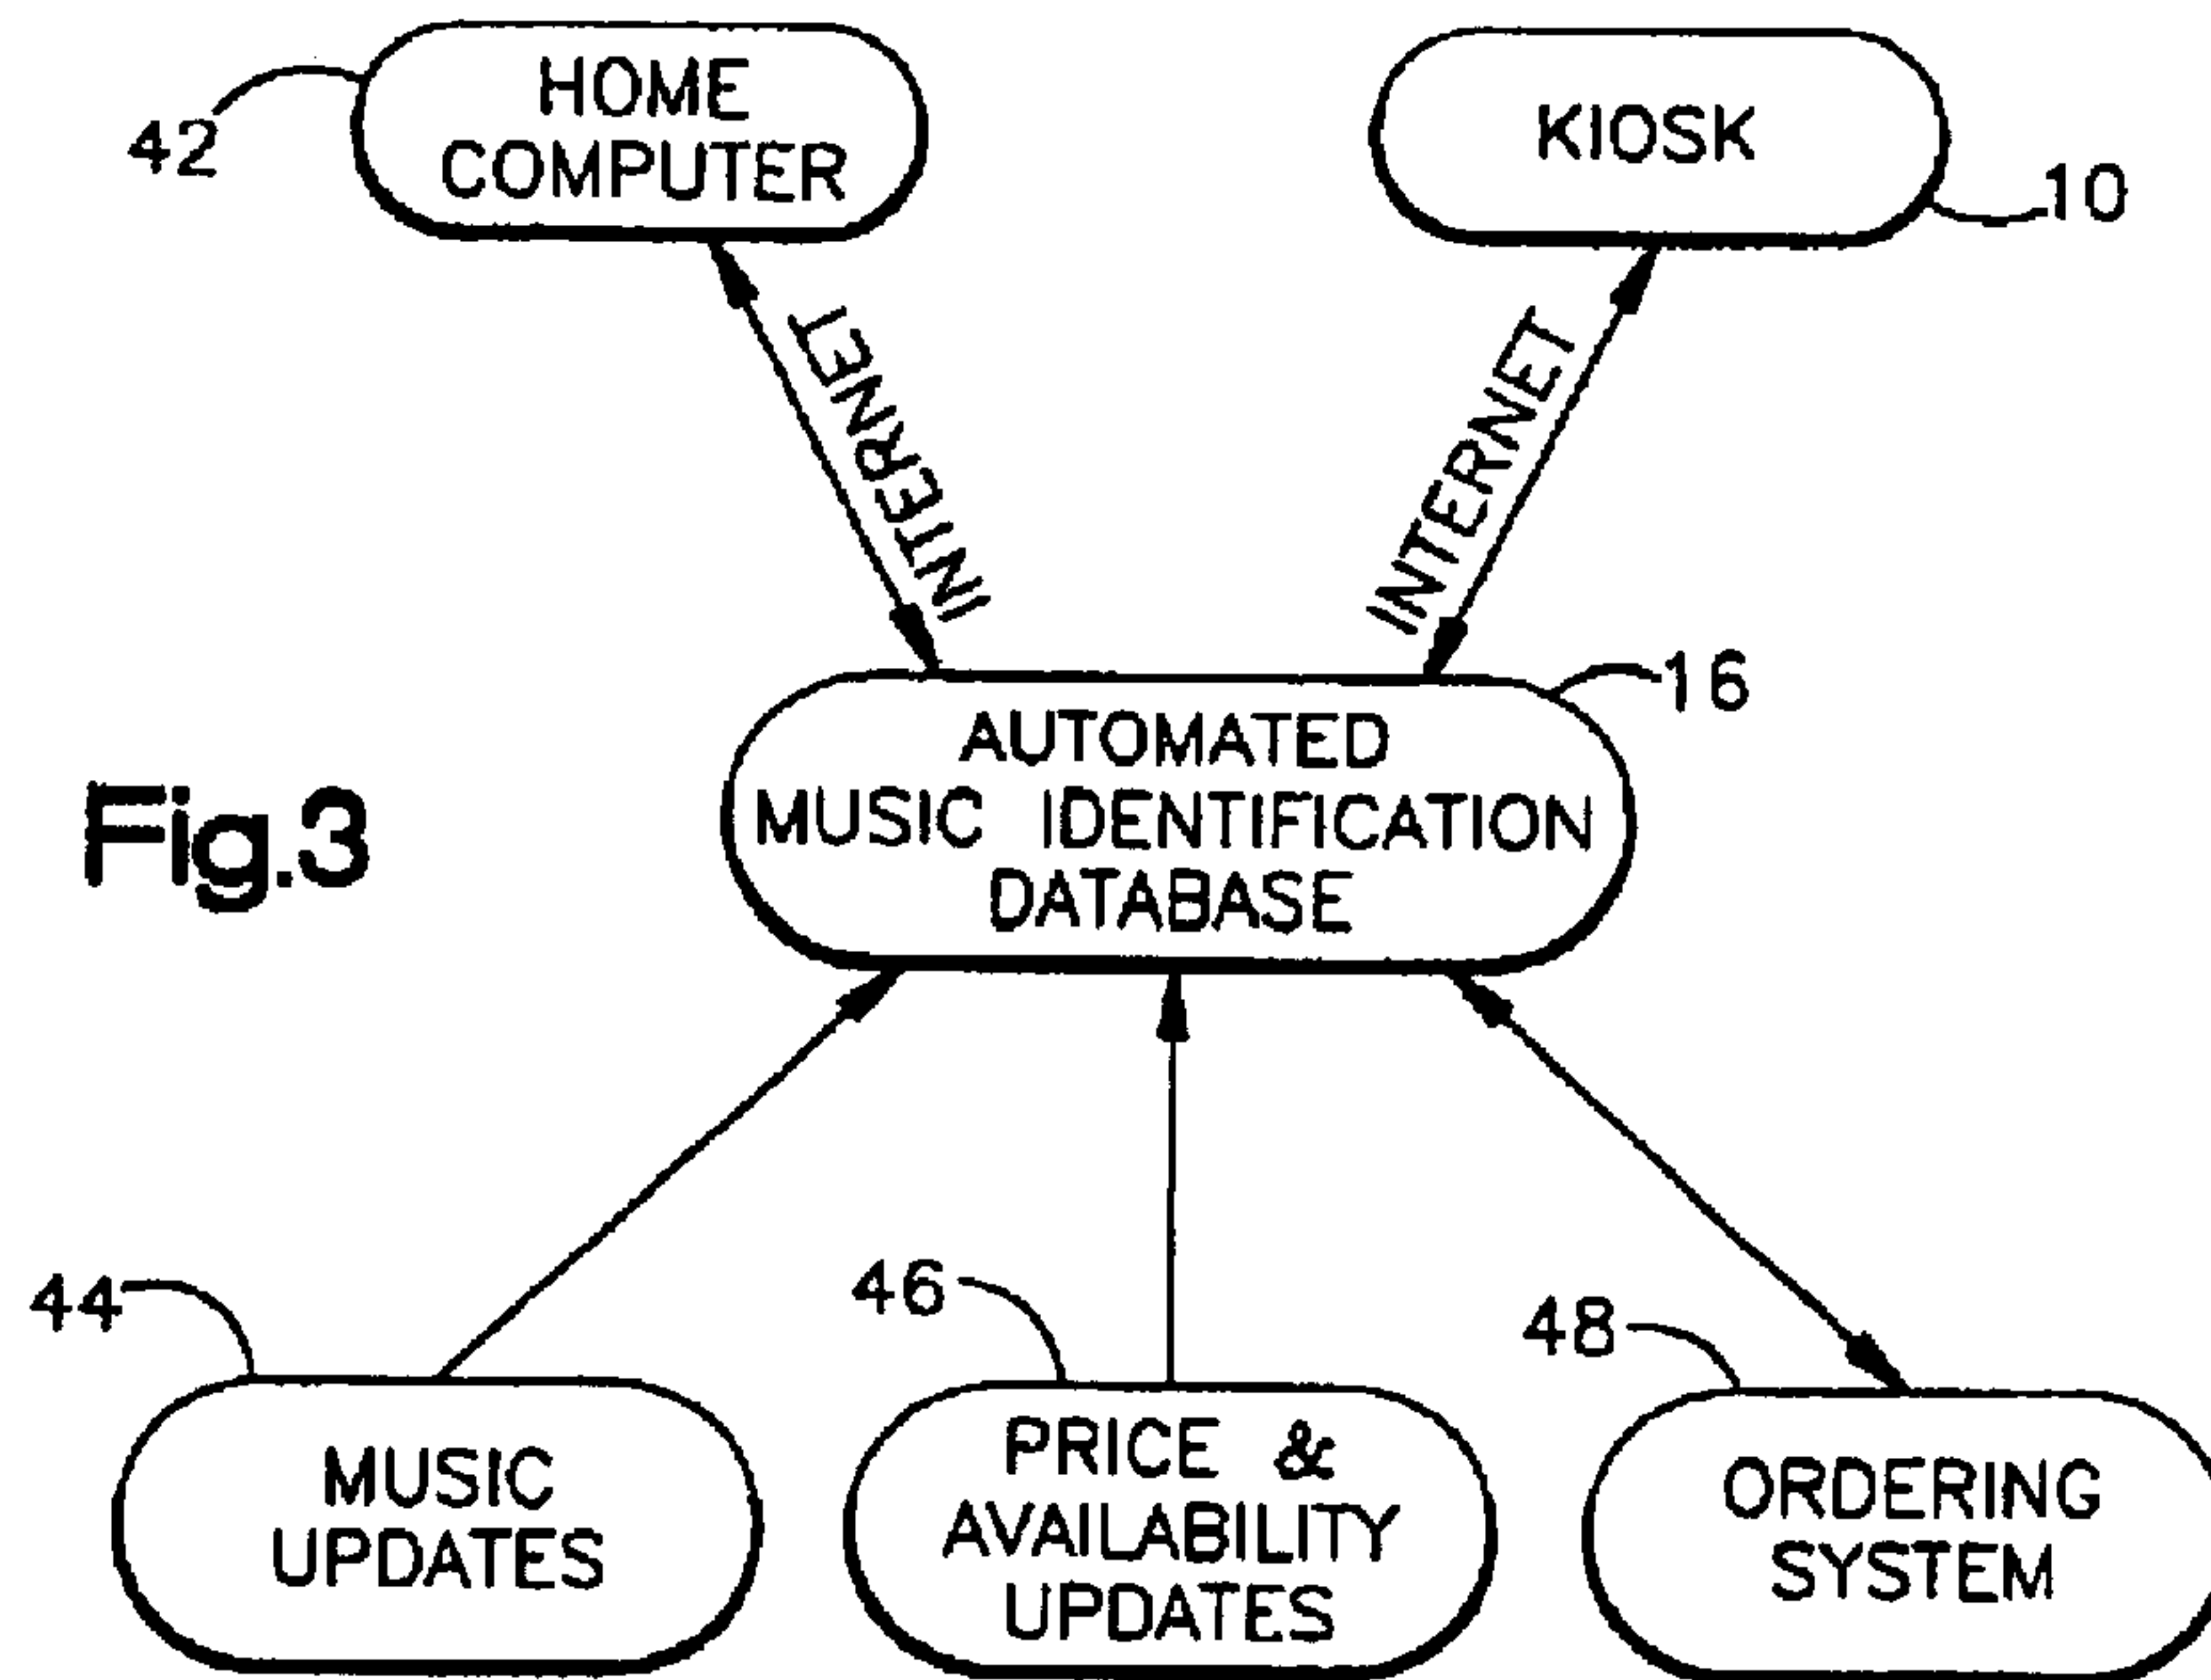 HOME
COMPUTER
42
KIOSK
10
INTERNET
INTERNET
16
AUTOMATED
MUSIC IDENTIFICATION
DATABASE
Fig.3
44
46
48
MUSIC
UPDATES
PRICE &
AVAILABILITY
UPDATES
ORDERING
SYSTEM